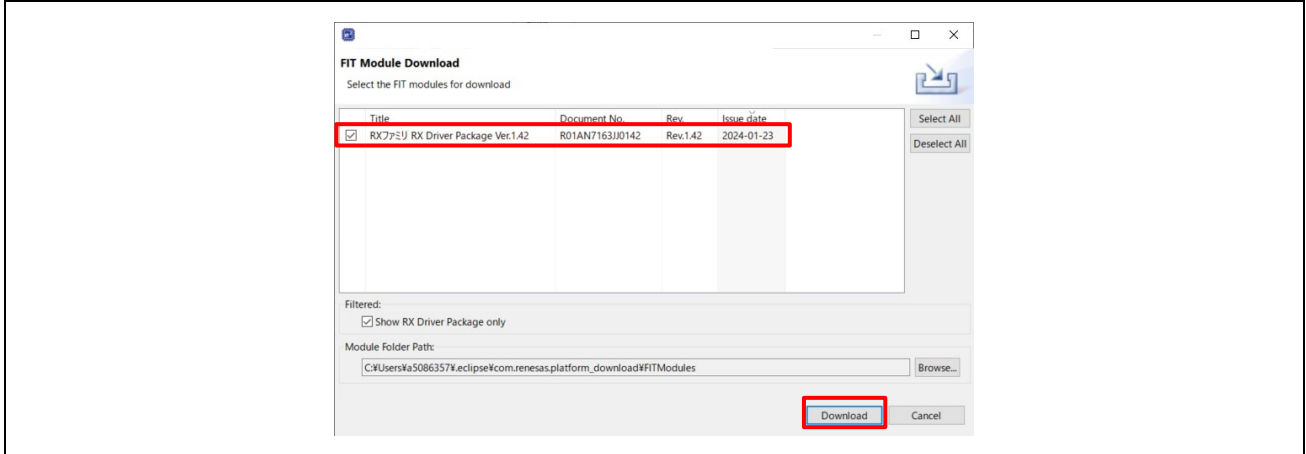 FIT Module Download
Select the FIT modules for download
Title Document No. Rev. Issue date
RXファミリ RX Driver Package Ver.1.42 R01AN7163JJ0142 Rev.1.42 2024-01-23
Select All
Deselect All
Filtered:
Show RX Driver Package only
Module Folder Path:
C:¥Users¥a5086357¥.eclipse¥com.renesas.platform_download¥FITModules
Browse...
Download Cancel